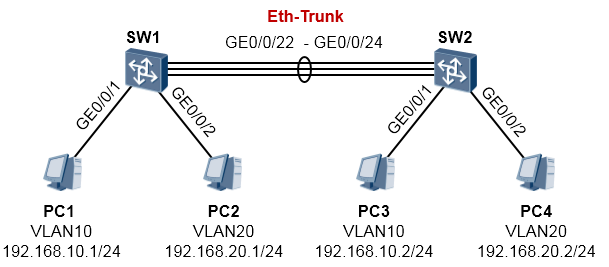 Eth-Trunk
SW1
GE0/0/22 - GE0/0/24
SW2
GE0/0/1
GE0/0/2
GE0/0/1
GE0/0/2
PC1
VLAN10
192.168.10.1/24
PC2
VLAN20
192.168.20.1/24
PC3
VLAN10
192.168.10.2/24
PC4
VLAN20
192.168.20.2/24